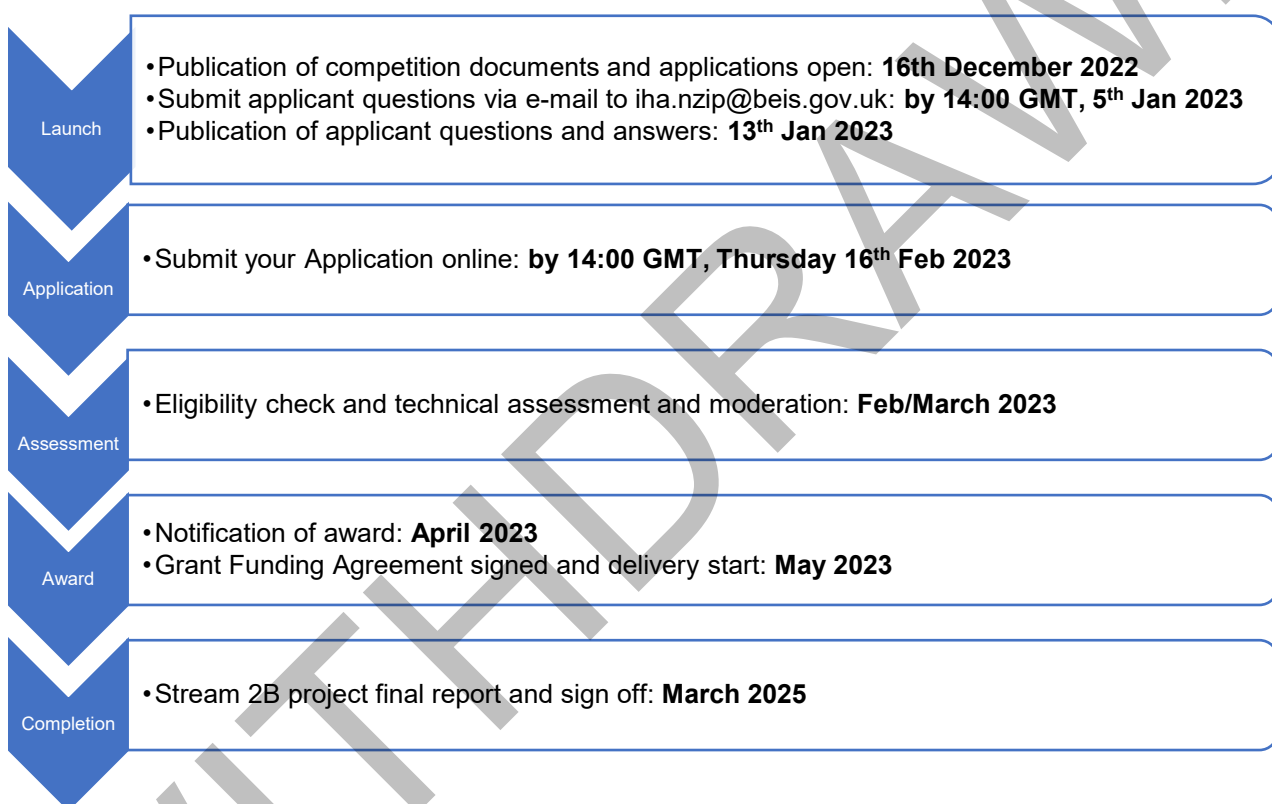 Launch
•Publication of competition documents and applications open: 16th December 2022
•Submit applicant questions via e-mail to iha.nzip@beis.gov.uk: by 14:00 GMT, 5th Jan 2023
•Publication of applicant questions and answers: 13th Jan 2023
Application
•Submit your Application online: by 14:00 GMT, Thursday 16th Feb 2023
Assessment
•Eligibility check and technical assessment and moderation: Feb/March 2023
Award
•Notification of award: April 2023
•Grant Funding Agreement signed and delivery start: May 2023
Completion
•Stream 2B project final report and sign off: March 2025
WITHDRAWN